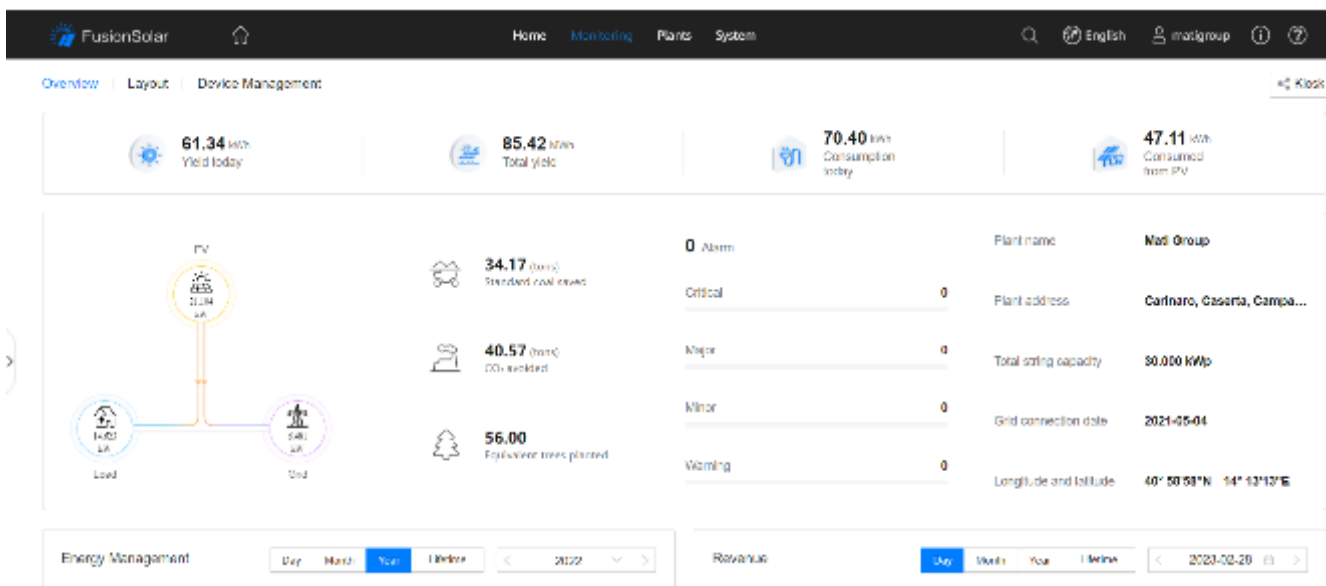 FusionSolar Home Monitoring Plants System English matigroup
Overview Layout Device Management Kiosk
61.34 kWh
Yield today
85.42 MWh
Total yield
70.40 kWh
Consumption
today
47.11 kWh
Consumed
from PV
PV
kW
kW
Load
kW
Grid
34.17 (tons)
Standard coal saved
40.57 (tons)
CO₂ avoided
56.00
Equivalent trees planted
0 Alarm
Critical 0
Major 0
Minor 0
Warning 0
Plant name Mati Group
Plant address Carinaro, Caserta, Campa...
Total string capacity 30.000 kWp
Grid connection date 2021-05-04
Longitude and latitude
Energy Management Day Month Year Lifetime 2022
Revenue Day Month Year Lifetime 2023-02-28